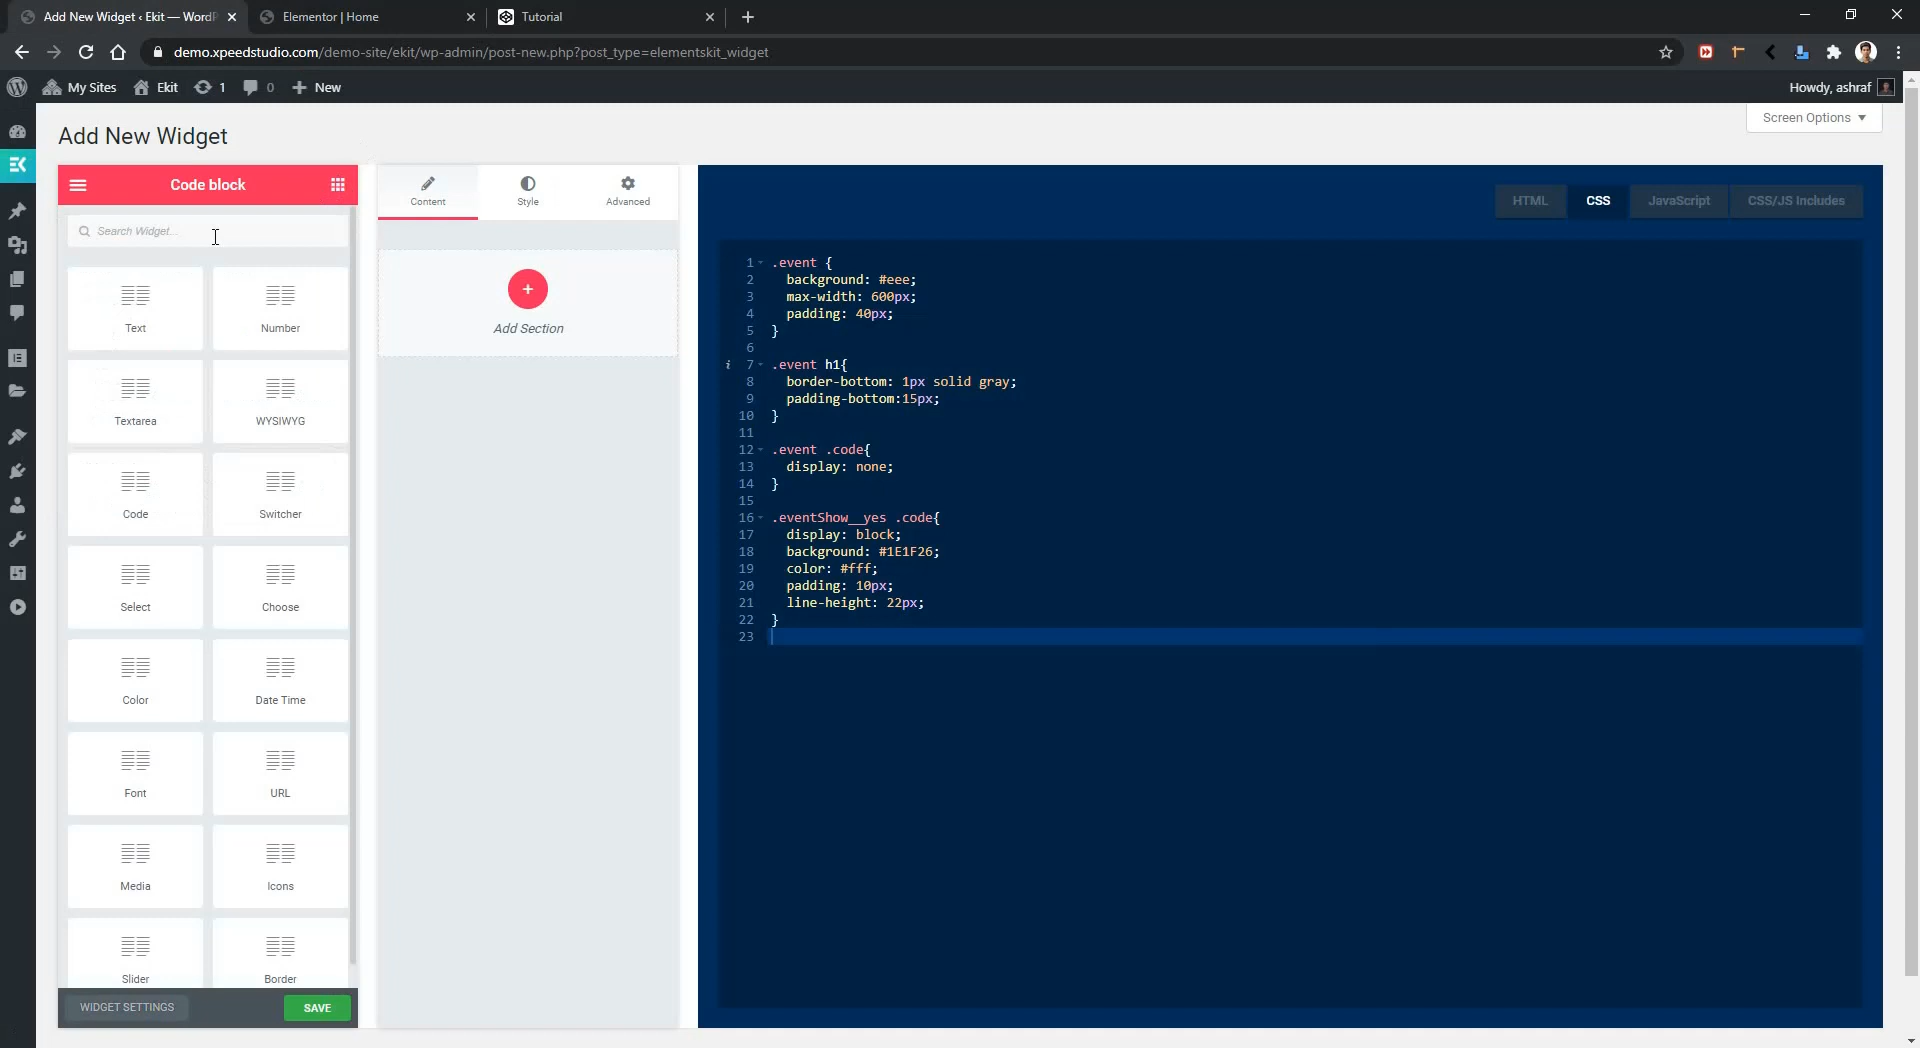 Add New Widget ‹ Ekit — WordP
Elementor | Home
Tutorial
demo.xpeedstudio.com/demo-site/ekit/wp-admin/post-new.php?post_type=elementskit_widget
My Sites
Ekit
1
0
New
Howdy, ashraf
Add New Widget
Screen Options
Code block
Content
Style
Advanced
HTML
CSS
JavaScript
CSS/JS Includes
Search Widget...
Text
Number
Textarea
WYSIWYG
Code
Switcher
Select
Choose
Color
Date Time
Font
URL
Media
Icons
Slider
Border
WIDGET SETTINGS
SAVE
Add Section
1 .event {
2 background: #eee;
3 max-width: 600px;
4 padding: 40px;
5 }
6
i 7 .event h1{
8 border-bottom: 1px solid gray;
9 padding-bottom:15px;
10 }
11
12 .event .code{
13 display: none;
14 }
15
16 .eventShow__yes .code{
17 display: block;
18 background: #1E1F26;
19 color: #fff;
20 padding: 10px;
21 line-height: 22px;
22 }
23